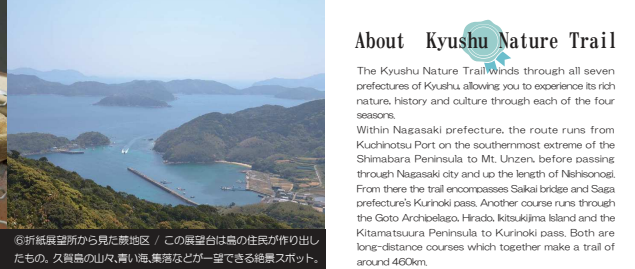 ⑥折紙展望所から見た蕨地区 / この展望台は島の住民が作り出し
たもの。久賀島の山々、青い海、集落などが一望できる絶景スポット。
About Kyushu Nature Trail
The Kyushu Nature Trail winds through all seven
prefectures of Kyushu, allowing you to experience its rich
nature, history and culture through each of the four
seasons.
Within Nagasaki prefecture, the route runs from
Kuchinotsu Port on the southernmost extreme of the
Shimabara Peninsula to Mt. Unzen, before passing
through Nagasaki city and up the length of Nishisonogi.
From there the trail encompasses Saikai bridge and Saga
prefecture's Kurinoki pass. Another course runs through
the Goto Archipelago, Hirado, Ikitsukijima Island and the
Kitamatsuura Peninsula to Kurinoki pass. Both are
long-distance courses which together make a trail of
around 460km.